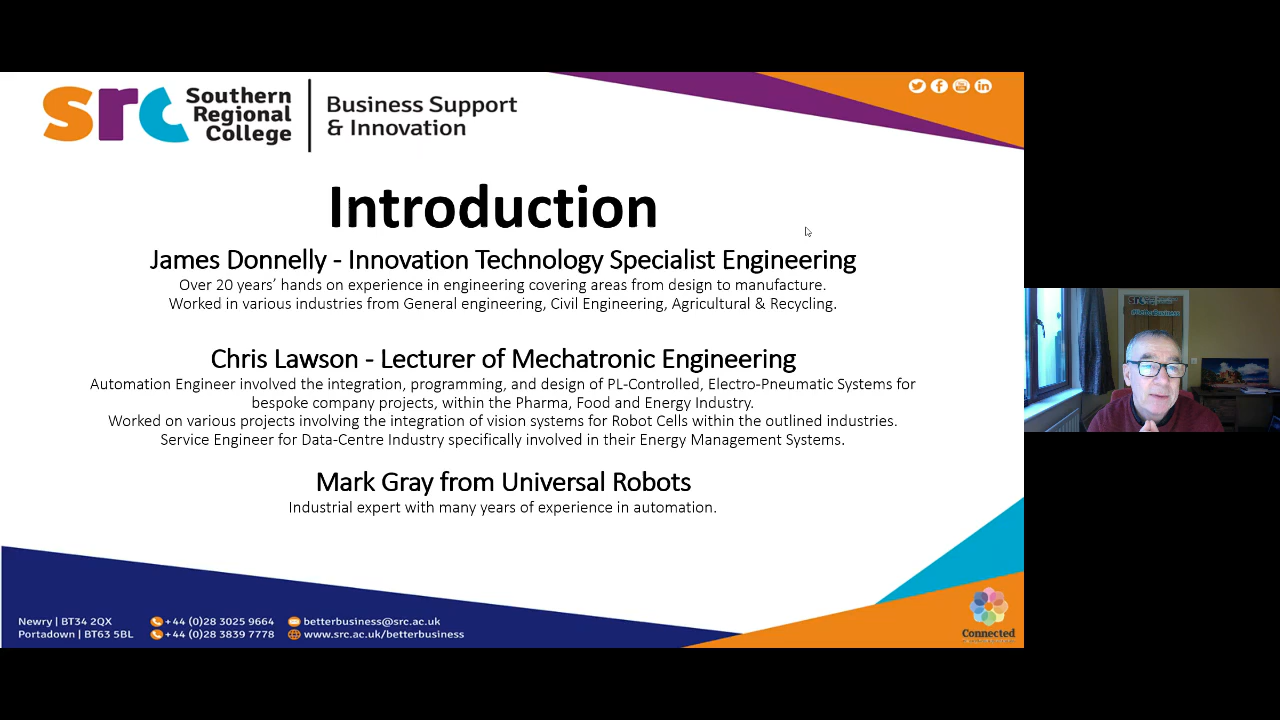 src Southern Regional College
Business Support & Innovation
Introduction
James Donnelly - Innovation Technology Specialist Engineering
Over 20 years’ hands on experience in engineering covering areas from design to manufacture.
Worked in various industries from General engineering, Civil Engineering, Agricultural & Recycling.
Chris Lawson - Lecturer of Mechatronic Engineering
Automation Engineer involved the integration, programming, and design of PL-Controlled, Electro-Pneumatic Systems for
bespoke company projects, within the Pharma, Food and Energy Industry.
Worked on various projects involving the integration of vision systems for Robot Cells within the outlined industries.
Service Engineer for Data-Centre Industry specifically involved in their Energy Management Systems.
Mark Gray from Universal Robots
Industrial expert with many years of experience in automation.
Newry | BT34 2QX
Portadown | BT63 5BL
+44 (0)28 3025 9664
+44 (0)28 3839 7778
betterbusiness@src.ac.uk
www.src.ac.uk/betterbusiness
Connected